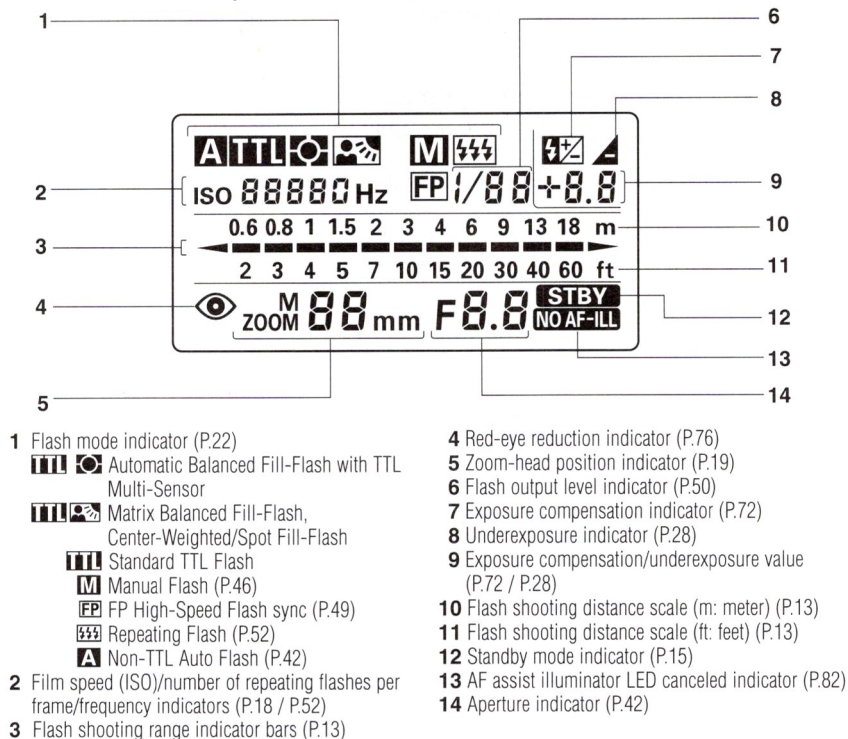 1
6
7
8
A TTL M FP 1/88 +8.8
2
9
ISO 88880 Hz
0.6 0.8 1 1.5 2 3 4 6 9 13 18 m
10
3
2 3 4 5 7 10 15 20 30 40 60 ft
11
4
M ZOOM 88 mm F8.8 STBY
12
NO AF-ILL
13
5
14
1 Flash mode indicator (P.22)
TTL Automatic Balanced Fill-Flash with TTL
Multi-Sensor
TTL Matrix Balanced Fill-Flash,
Center-Weighted/Spot Fill-Flash
TTL Standard TTL Flash
M Manual Flash (P.46)
FP FP High-Speed Flash sync (P.49)
Repeating Flash (P.52)
A Non-TTL Auto Flash (P.42)
2 Film speed (ISO)/number of repeating flashes per
frame/frequency indicators (P.18 / P.52)
3 Flash shooting range indicator bars (P.13)
4 Red-eye reduction indicator (P.76)
5 Zoom-head position indicator (P.19)
6 Flash output level indicator (P.50)
7 Exposure compensation indicator (P.72)
8 Underexposure indicator (P.28)
9 Exposure compensation/underexposure value
(P.72 / P.28)
10 Flash shooting distance scale (m: meter) (P.13)
11 Flash shooting distance scale (ft: feet) (P.13)
12 Standby mode indicator (P.15)
13 AF assist illuminator LED canceled indicator (P.82)
14 Aperture indicator (P.42)